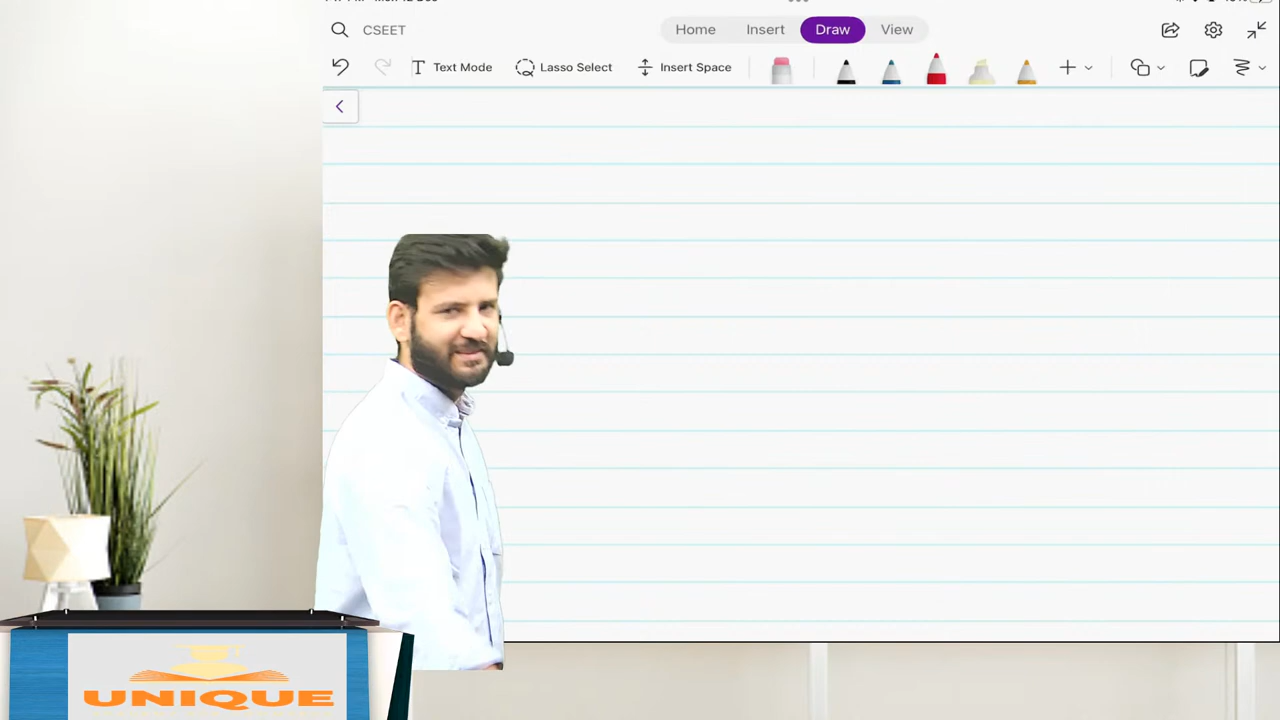 CSEET
Home
Insert
Draw
View
Text Mode
Lasso Select
Insert Space
UNIQUE